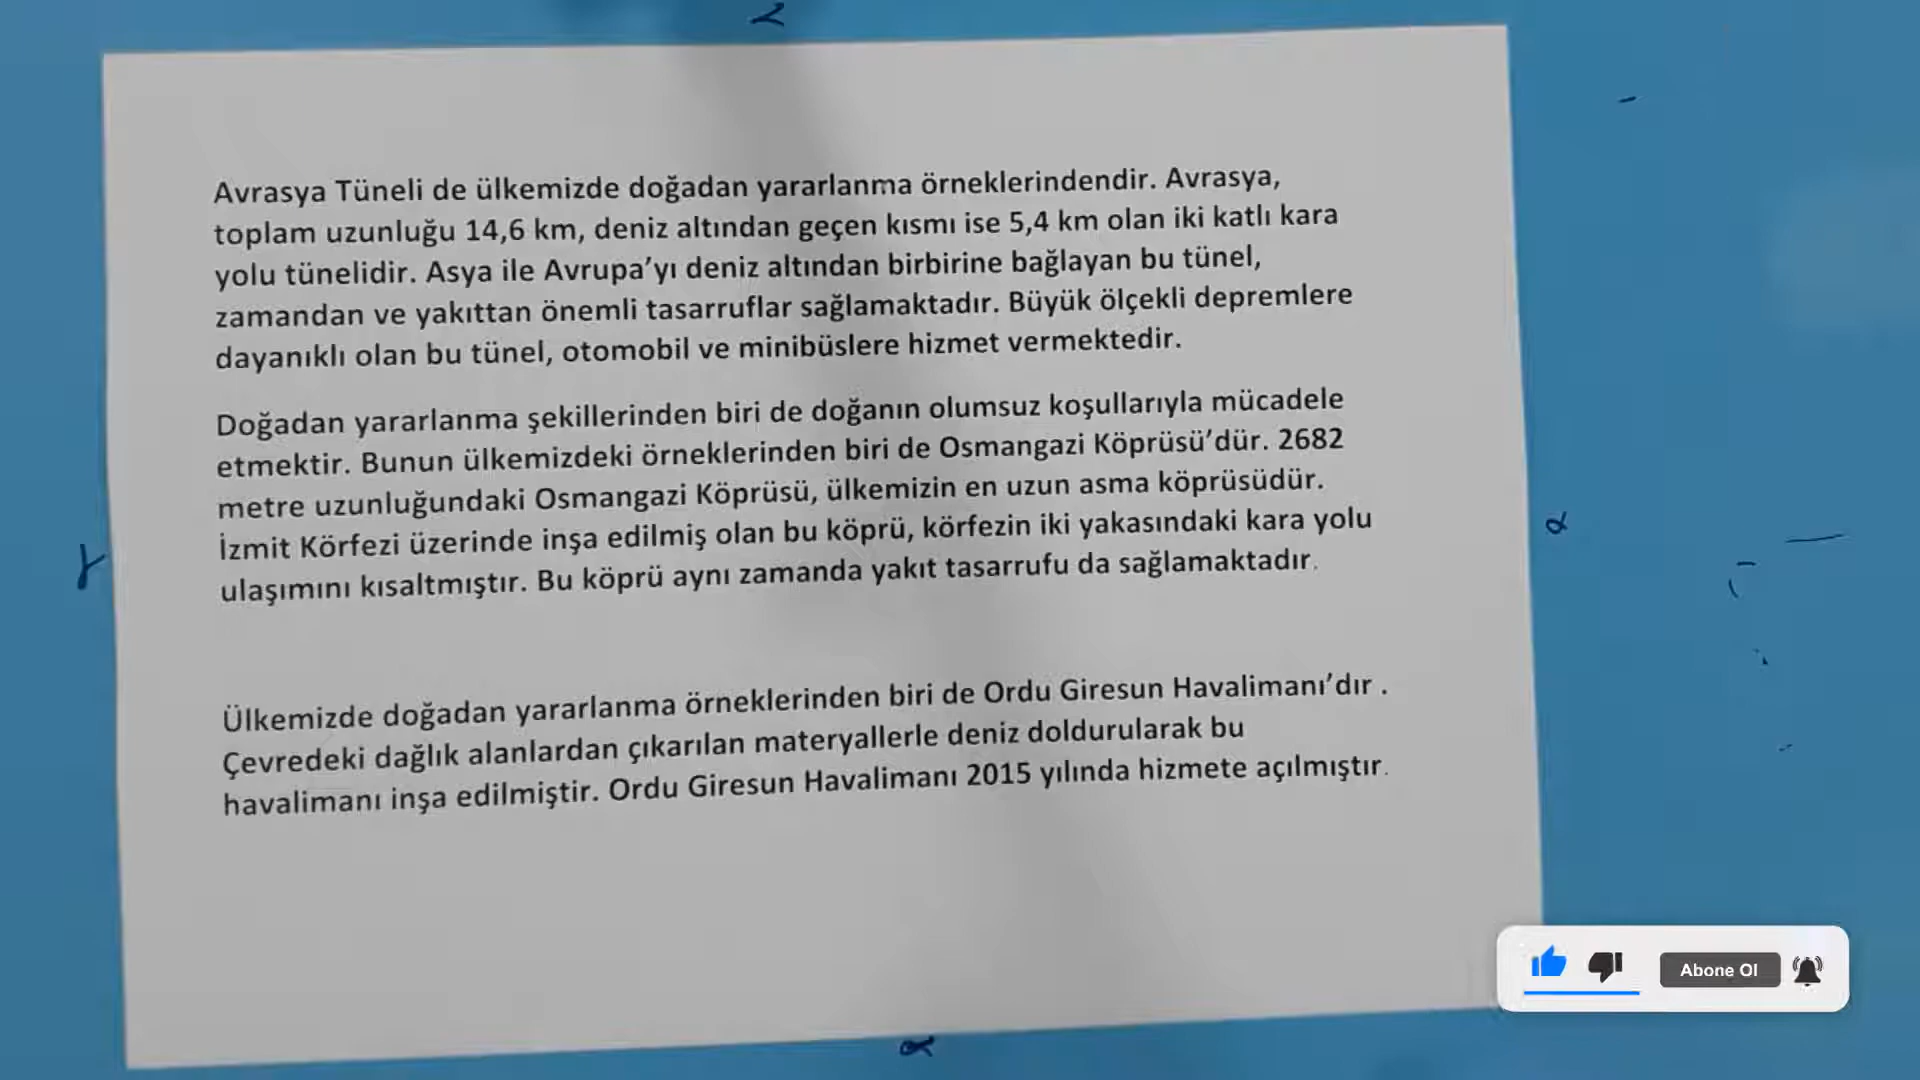 Avrasya Tüneli de ülkemizde doğadan yararlanma örneklerindendir. Avrasya,
toplam uzunluğu 14,6 km, deniz altından geçen kısmı ise 5,4 km olan iki katlı kara
yolu tünelidir. Asya ile Avrupa’yı deniz altından birbirine bağlayan bu tünel,
zamandan ve yakıttan önemli tasarruflar sağlamaktadır. Büyük ölçekli depremlere
dayanıklı olan bu tünel, otomobil ve minibüslere hizmet vermektedir.
Doğadan yararlanma şekillerinden biri de doğanın olumsuz koşullarıyla mücadele
etmektir. Bunun ülkemizdeki örneklerinden biri de Osmangazi Köprüsü’dür. 2682
metre uzunluğundaki Osmangazi Köprüsü, ülkemizin en uzun asma köprüsüdür.
İzmit Körfezi üzerinde inşa edilmiş olan bu köprü, körfezin iki yakasındaki kara yolu
ulaşımını kısaltmıştır. Bu köprü aynı zamanda yakıt tasarrufu da sağlamaktadır.
Ülkemizde doğadan yararlanma örneklerinden biri de Ordu Giresun Havalimanı’dır .
Çevredeki dağlık alanlardan çıkarılan materyallerle deniz doldurularak bu
havalimanı inşa edilmiştir. Ordu Giresun Havalimanı 2015 yılında hizmete açılmıştır.
Abone Ol